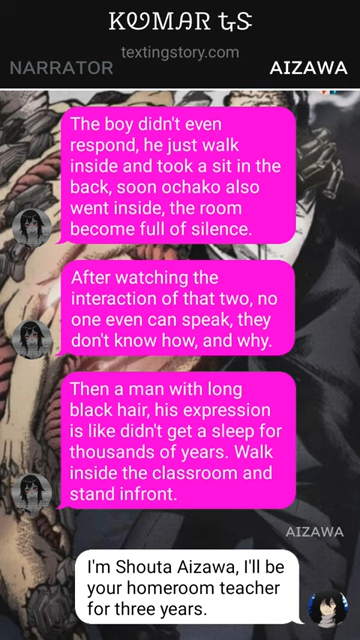 KUMAR ԵS
textingstory.com
NARRATOR
AIZAWA
The boy didn't even
respond, he just walk
inside and took a sit in the
back, soon ochako also
went inside, the room
become full of silence.
After watching the
interaction of that two, no
one even can speak, they
don't know how, and why.
Then a man with long
black hair, his expression
is like didn't get a sleep for
thousands of years. Walk
inside the classroom and
stand infront.
AIZAWA
I'm Shouta Aizawa, I'll be
your homeroom teacher
for three years.